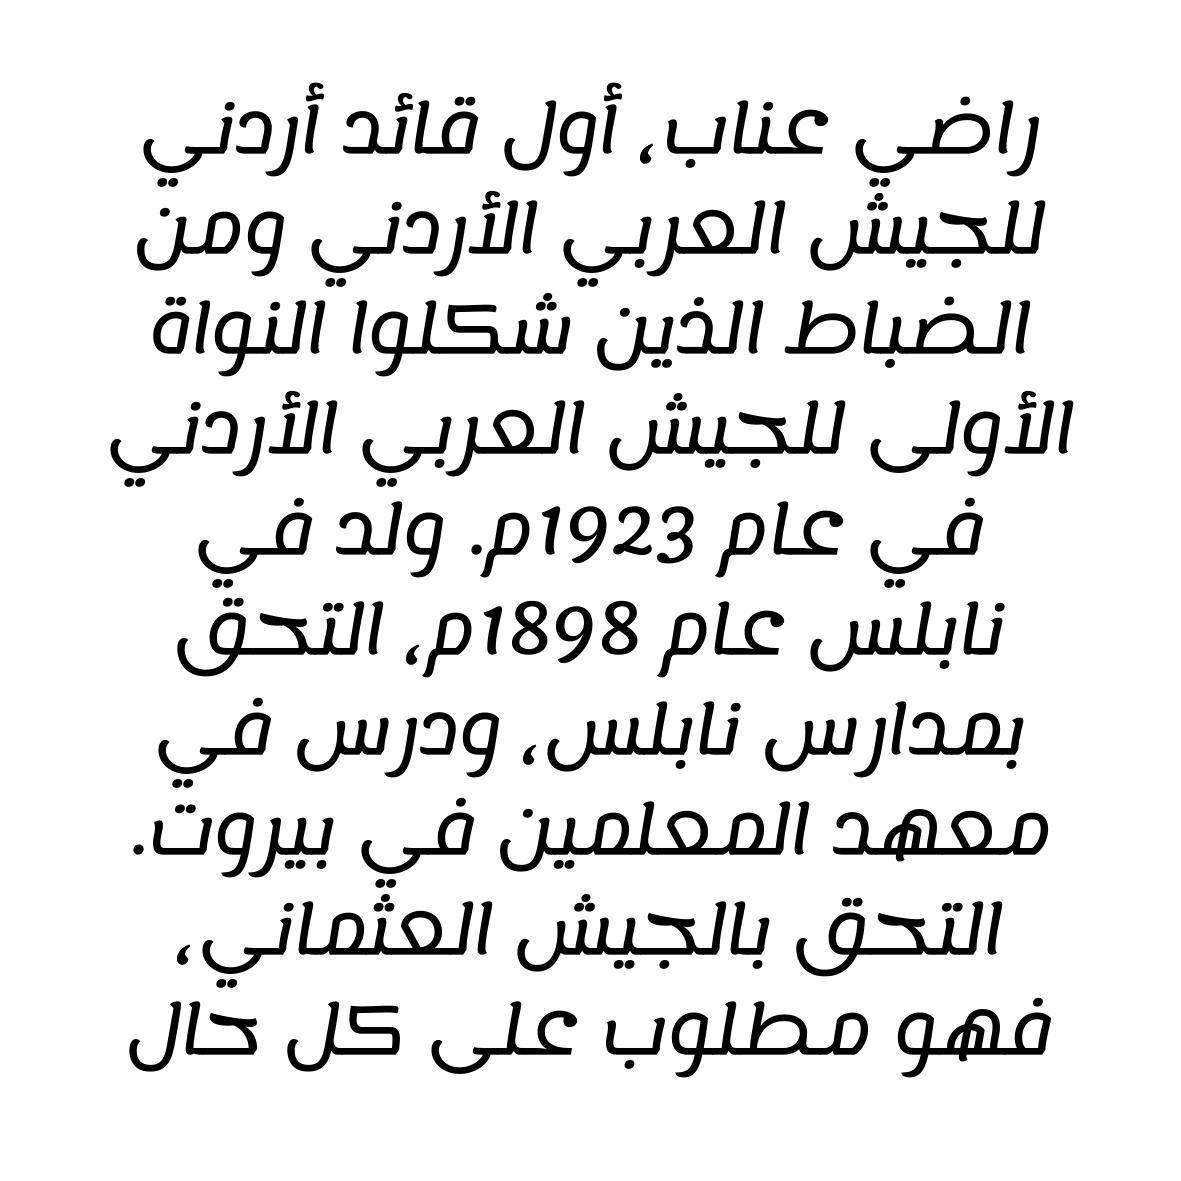 راضي عناب، أول قائد أردني
للجيش العربي الأردني ومن
الضباط الذين شكلوا النواة
الأولى للجيش العربي الأردني
في عام 1923م. ولد في
نابلس عام 1898م، التحق
بمدارس نابلس، ودرس في
معهد المعلمين في بيروت.
التحق بالجيش العثماني،
فهو مطلوب على كل حال